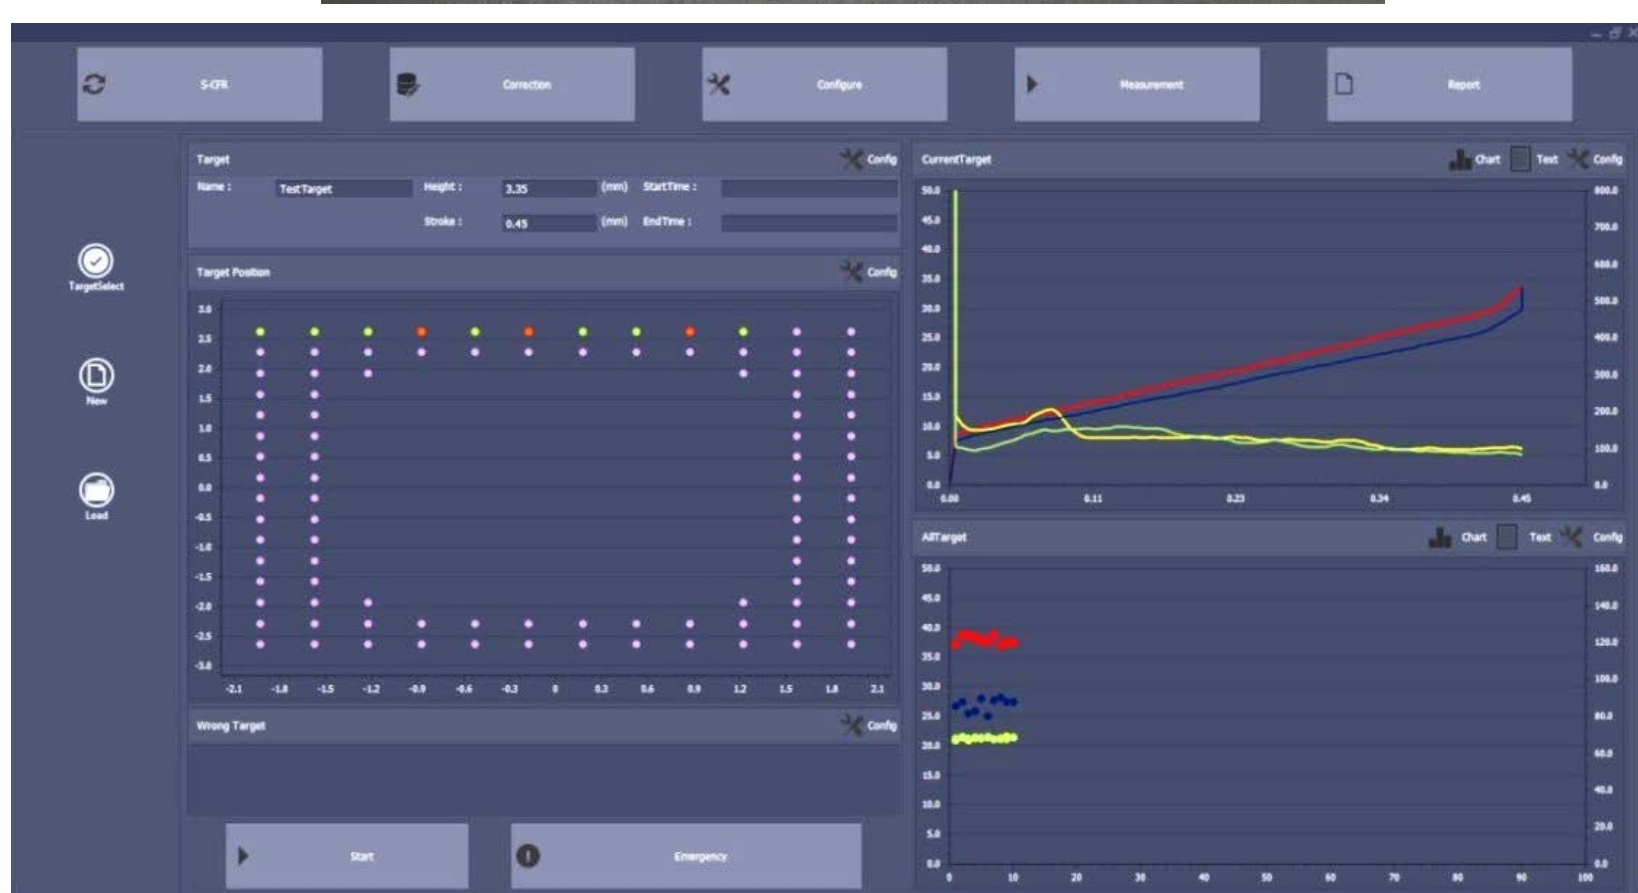 S-CFR Correction Configure Measurement Report
Target Config
Name : TestTarget Height : 3.35 (mm) StartTime :
Stroke : 0.45 (mm) EndTime :
Target Position Config
3.0
2.5
2.0
1.5
1.0
0.5
0.0
-0.5
-1.0
-1.5
-2.0
-2.5
-3.0
-2.1 -1.8 -1.5 -1.2 -0.9 -0.6 -0.3 0 0.3 0.6 0.9 1.2 1.5 1.8 2.1
Wrong Target Config
Start Emergency
TargetSelect
New
Load
CurrentTarget Chart Text Config
50.0 800.0
45.0 700.0
40.0 600.0
35.0 500.0
30.0 400.0
25.0 300.0
20.0 200.0
15.0 100.0
10.0 0.0
5.0
0.0
0.00 0.11 0.23 0.34 0.45
AllTarget Chart Text Config
50.0 160.0
45.0 140.0
40.0 120.0
35.0 100.0
30.0 80.0
25.0 60.0
20.0 40.0
15.0 20.0
10.0 0.0
5.0
0.0
0 10 20 30 40 50 60 70 80 90 100